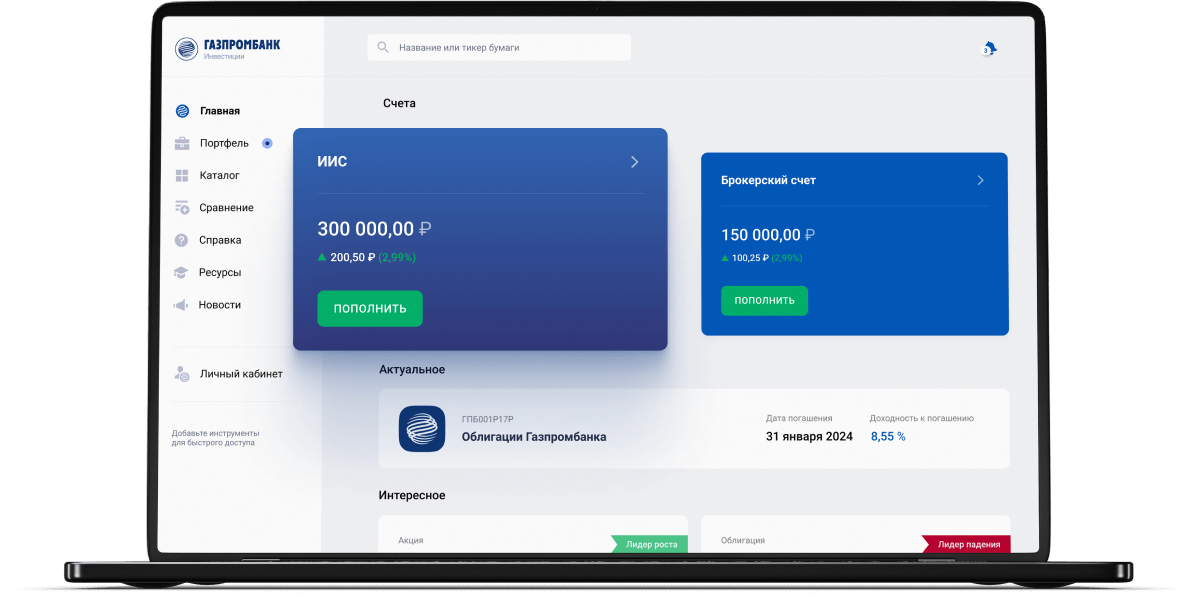 ГАЗПРОМБАНК
Инвестиции
Название или тикер бумаги
3
Главная
Портфель
Каталог
Сравнение
Справка
Ресурсы
Новости
Личный кабинет
Добавьте инструменты
для быстрого доступа
Счета
ИИС
300 000,00 ₽
200,50 ₽ (2,99%)
ПОПОЛНИТЬ
Брокерский счет
150 000,00 ₽
100,25 ₽ (2,99%)
ПОПОЛНИТЬ
Актуальное
ГПБ001Р17Р
Облигации Газпромбанка
Дата погашения
31 января 2024
Доходность к погашению
8,55 %
Интересное
Акция
Лидер роста
Облигация
Лидер падения